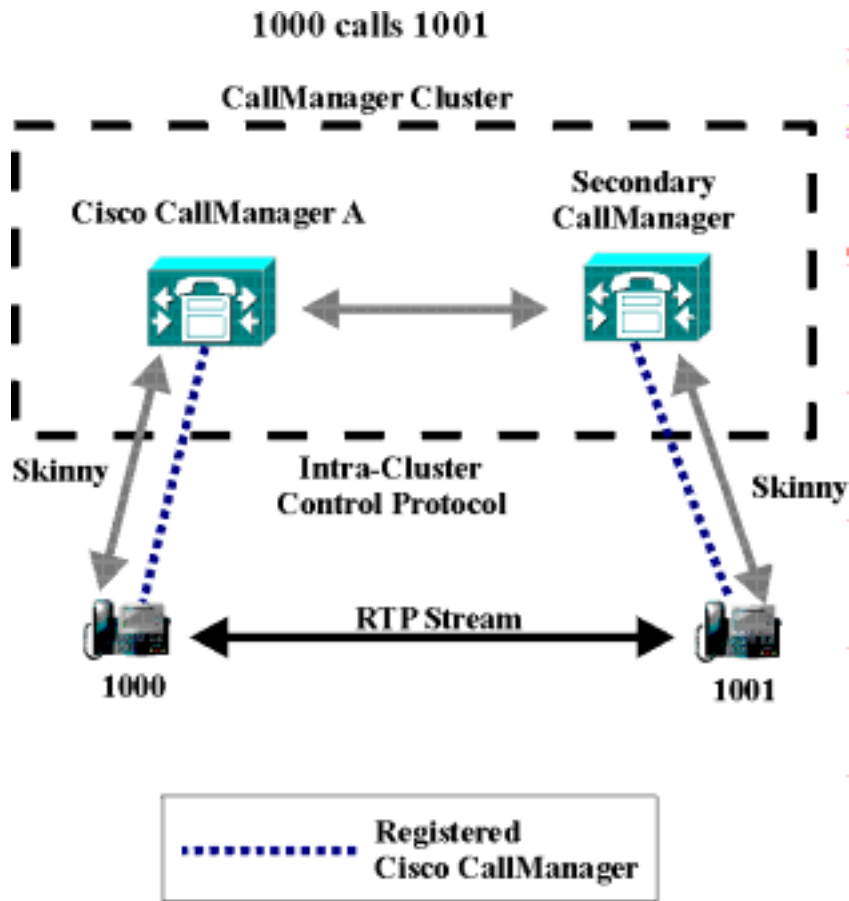 1000 calls 1001
CallManager Cluster
Cisco CallManager A
Secondary
CallManager
Skinny
Intra-Cluster
Control Protocol
Skinny
RTP Stream
1000
1001
Registered
Cisco CallManager